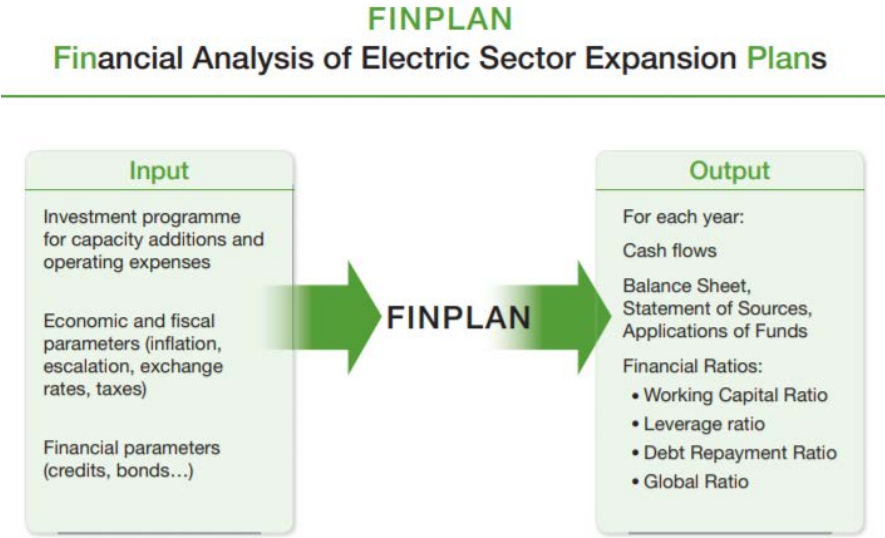 FINPLAN
Financial Analysis of Electric Sector Expansion Plans
Input
Investment programme
for capacity additions and
operating expenses
Economic and fiscal
parameters (inflation,
escalation, exchange
rates, taxes)
Financial parameters
(credits, bonds...)
FINPLAN
Output
For each year:
Cash flows
Balance Sheet,
Statement of Sources,
Applications of Funds
Financial Ratios:
• Working Capital Ratio
• Leverage ratio
• Debt Repayment Ratio
• Global Ratio